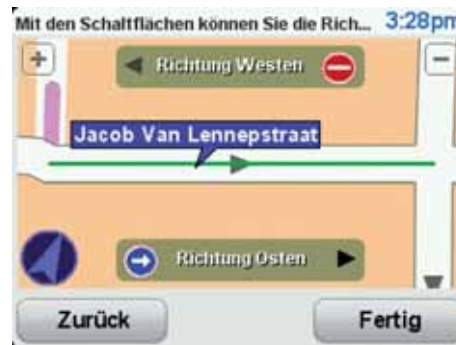 Mit den Schaltflächen können Sie die Rich... 3:28pm
+ −
Richtung Westen
Jacob Van Lennepstraat
Richtung Osten
Zurück Fertig